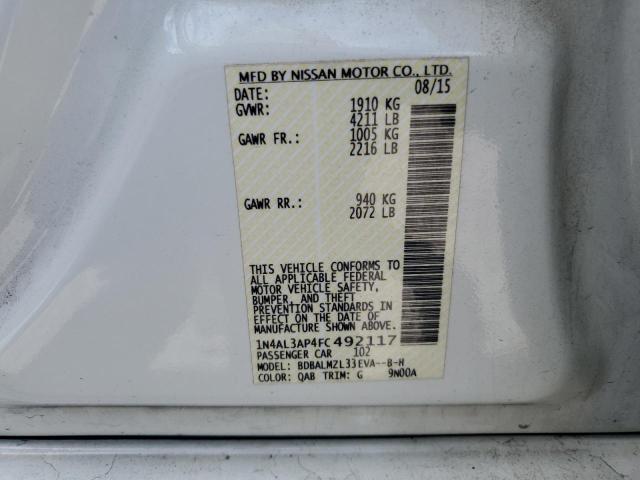 MFD BY NISSAN MOTOR CO., LTD.
DATE: 08/15
GVWR: 1910 KG
4211 LB
GAWR FR.: 1005 KG
2216 LB
GAWR RR.: 940 KG
2072 LB
THIS VEHICLE CONFORMS TO
ALL APPLICABLE FEDERAL
MOTOR VEHICLE SAFETY,
BUMPER, AND THEFT
PREVENTION STANDARDS IN
EFFECT ON THE DATE OF
MANUFACTURE SHOWN ABOVE.
1N4AL3AP4FC492117
PASSENGER CAR 102
MODEL: BDBALMZL33EVA--B-H
COLOR: QAB TRIM: G 9N00A